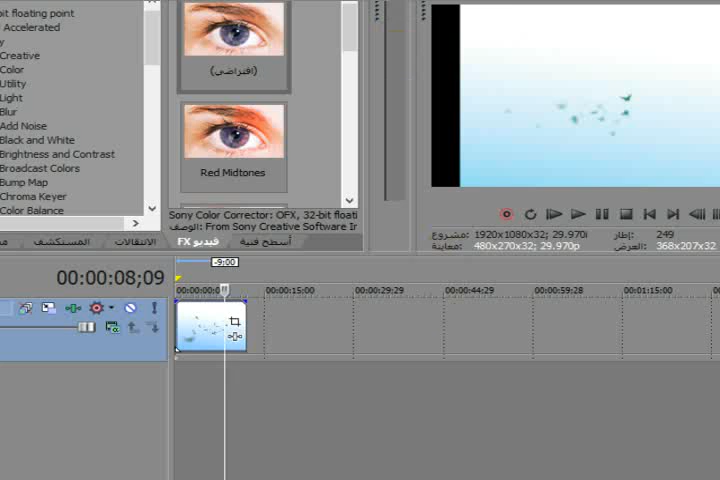 bit floating point
Accelerated
y
Creative
Color
Utility
Light
Blur
Add Noise
Black and White
Brightness and Contrast
Broadcast Colors
Bump Map
Chroma Keyer
Color Balance
(افتراضي)
Red Midtones
Sony Color Corrector: OFX, 32-bit floati
الوصف: From Sony Creative Software Ir
المستكشف
الانتقالات
فيديو FX
أسطح فنية
مشروع: 1920x1080x32; 29.970i
إطار: 249
معاينة: 480x270x32; 29.970p
العرض: 368x207x32
00:00:08;09
-9:00
00:00:15:00
00:00:29:29
00:00:44:29
00:00:59:28
00:01:15:00